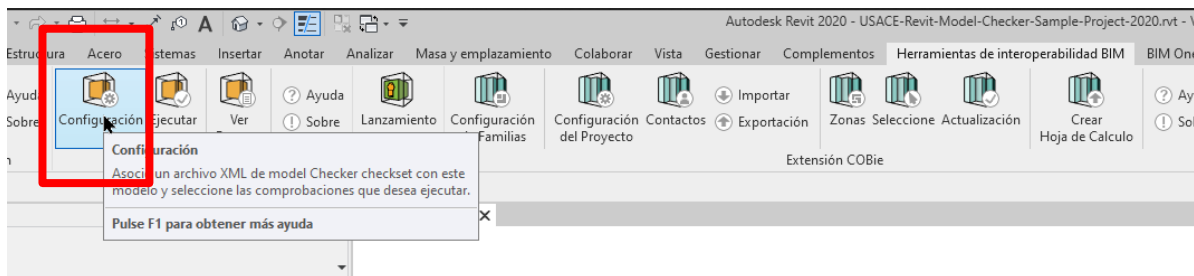 A
Autodesk Revit 2020 - USACE-Revit-Model-Checker-Sample-Project-2020.rvt - V
Estructura Acero Sistemas Insertar Anotar Analizar Masa y emplazamiento Colaborar Vista Gestionar Complementos Herramientas de interoperabilidad BIM BIM One
Ayuda
Sobre
Configuración Ejecutar Ver
Ayuda
Sobre
Lanzamiento Configuración
Familias
Configuración
del Proyecto
Contactos
Importar
Exportación
Zonas Seleccione Actualización
Crear
Hoja de Calculo
Ay
So
Extensión COBie
Configuración
Asocie un archivo XML de model Checker checkset con este
modelo y seleccione las comprobaciones que desea ejecutar.
Pulse F1 para obtener más ayuda